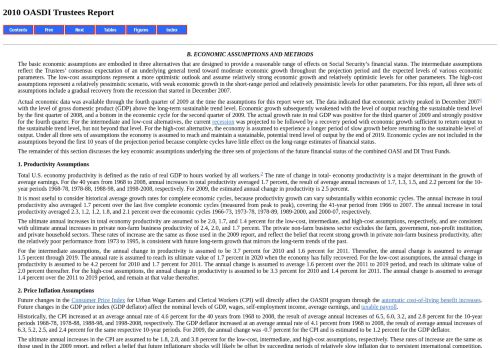 2010 OASDI Trustees Report
Contents Prev Next Tables Figures Index
B. ECONOMIC ASSUMPTIONS AND METHODS
The basic economic assumptions are embodied in three alternatives that are designed to provide a reasonable range of effects on Social Security's financial status. The intermediate assumptions
reflect the Trustees' consensus expectation of an underlying general trend toward moderate economic growth throughout the projection period and the expected levels of various economic
parameters. The low-cost assumptions represent a more optimistic outlook and assume relatively strong economic growth and relatively optimistic levels for other parameters. The high-cost
assumptions represent a relatively pessimistic scenario, with weak economic growth in the short-range period and relatively pessimistic levels for other parameters. For this report, all three sets of
assumptions include a gradual recovery from the recession that started in December 2007.
Actual economic data was available through the fourth quarter of 2009 at the time the assumptions for this report were set. The data indicated that economic activity peaked in December 2007
with the level of gross domestic product (GDP) above the long-term sustainable trend level. Economic growth subsequently weakened with the level of output reaching the sustainable trend level
by the first quarter of 2008, and a bottom in the economic cycle for the second quarter of 2009. The actual growth rate in real GDP was positive for the third quarter of 2009 and strongly positive
for the fourth quarter. For the intermediate and low-cost alternatives, the current recession was projected to be followed by a recovery period with economic growth sufficient to return output to
the sustainable trend level, but not beyond that level. For the high-cost alternative, the economy is assumed to experience a longer period of slow growth before returning to the sustainable level of
output. Under all three sets of assumptions the economy is assumed to reach and maintain a sustainable, potential trend level of output by the end of 2019. Economic cycles are not included in the
assumptions beyond the first 10 years of the projection period because complete cycles have little effect on the long-range estimates of financial status.
The remainder of this section discusses the key economic assumptions underlying the three sets of projections of the future financial status of the combined OASI and DI Trust Funds.
1. Productivity Assumptions
Total U.S. economy productivity is defined as the ratio of real GDP to hours worked by all workers.2 The rate of change in total-economy productivity is a major determinant in the growth of
average earnings. For the 40 years from 1968 to 2008, annual increases in total productivity averaged 1.7 percent, the result of average annual increases of 1.7, 1.3, 1.5, and 2.2 percent for the 10-
year periods 1968-78, 1978-88, 1988-98, and 1998-2008, respectively. For 2009, the estimated annual change in productivity is 2.5 percent.
It is most useful to consider historical average growth rates for complete economic cycles, because productivity growth can vary substantially within economic cycles. The annual increase in total
productivity also averaged 1.7 percent over the last five complete economic cycles (measured from peak to peak), covering the 41-year period from 1966 to 2007. The annual increase in total
productivity averaged 2.3, 1.2, 1.2, 1.8, and 2.1 percent over the economic cycles 1966-73, 1973-78, 1978-89, 1989-2000, and 2000-07, respectively.
The ultimate annual increases in total economy productivity are assumed to be 2.0, 1.7, and 1.4 percent for the low-cost, intermediate, and high-cost assumptions, respectively, and are consistent
with ultimate annual increases in private non-farm business productivity of 2.4, 2.0, and 1.7 percent. The private non-farm business sector excludes the farm, government, non-profit institution,
and private household sectors. These rates of increase are the same as those used in the 2009 report, and reflect the belief that recent strong growth in private non-farm business productivity, after
the relatively poor performance from 1973 to 1995, is consistent with future long-term growth that mirrors the long-term trends of the past.
For the intermediate assumptions, the annual change in productivity is assumed to be 3.7 percent for 2010 and 1.6 percent for 2011. Thereafter, the annual change is assumed to average
1.5 percent through 2019. The annual rate is assumed to reach its ultimate value of 1.7 percent in 2020 when the economy has fully recovered. For the low-cost assumptions, the annual change in
productivity is assumed to be 4.2 percent for 2010 and 1.7 percent for 2011. The annual change is assumed to average 1.6 percent over the 2011 to 2019 period, and reach its ultimate value of
2.0 percent thereafter. For the high-cost assumptions, the annual change in productivity is assumed to be 3.3 percent for 2010 and 1.4 percent for 2011. The annual change is assumed to average
1.4 percent over the 2011 to 2019 period, and remain at that value thereafter.
2. Price Inflation Assumptions
Future changes in the Consumer Price Index for Urban Wage Earners and Clerical Workers (CPI) will directly affect the OASDI program through the automatic cost-of-living benefit increases.
Future changes in the GDP price index (GDP deflator) affect the nominal levels of GDP, wages, self-employment income, average earnings, and taxable payroll.
Historically, the CPI increased at an average annual rate of 4.6 percent for the 40 years from 1968 to 2008, the result of average annual increases of 6.5, 6.0, 3.2, and 2.8 percent for the 10-year
periods 1968-78, 1978-88, 1988-98, and 1998-2008, respectively. The GDP deflator increased at an average annual rate of 4.1 percent from 1968 to 2008, the result of average annual increases of
6.3, 5.2, 2.5, and 2.4 percent for the same respective 10-year periods. For 2009, the annual change was -0.7 percent for the CPI and is estimated to be 1.2 percent for the GDP deflator.
The ultimate annual increases in the CPI are assumed to be 1.8, 2.8, and 3.8 percent for the low-cost, intermediate, and high-cost assumptions, respectively. These rates of increase are the same as
those used in the 2009 report, and reflect a belief that future inflationary shocks will likely be offset by succeeding periods of relatively slow inflation due to persistent international competition,